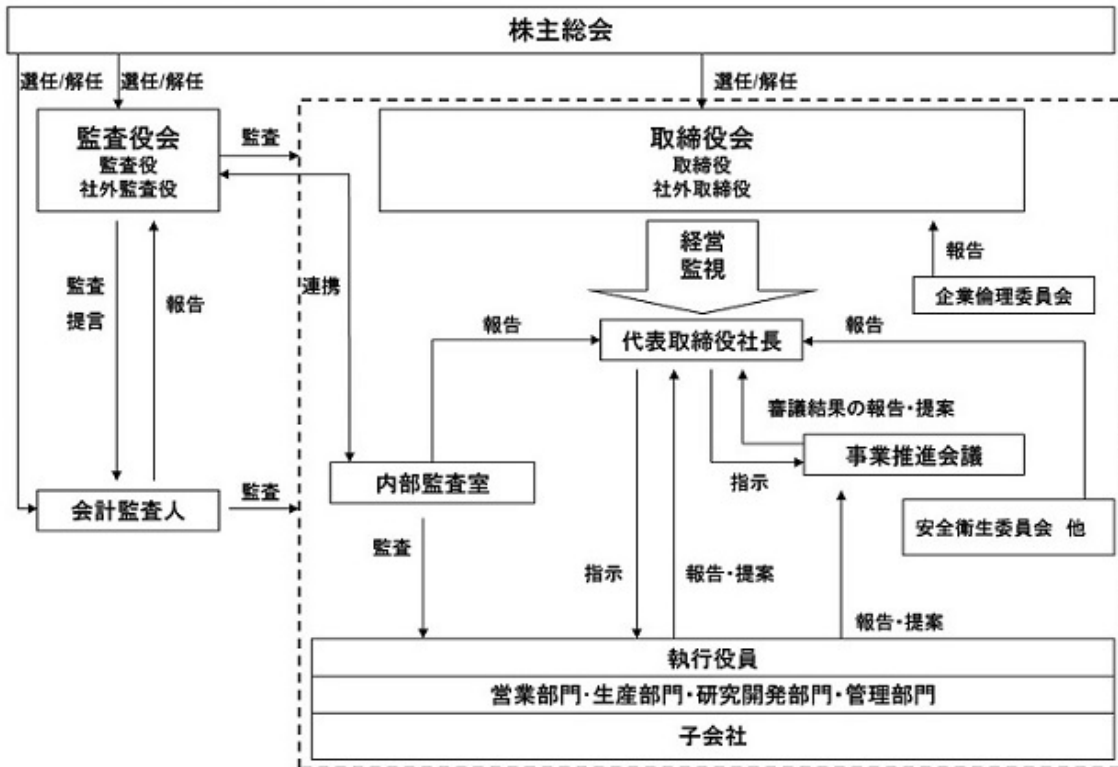 株主総会
選任/解任
選任/解任
選任/解任
監査役会
監査役
社外監査役
監査
取締役会
取締役
社外取締役
経営
監視
報告
企業倫理委員会
監査
提言
報告
連携
報告
代表取締役社長
報告
審議結果の報告・提案
事業推進会議
指示
内部監査室
会計監査人
監査
安全衛生委員会 他
監査
指示
報告・提案
報告・提案
執行役員
営業部門・生産部門・研究開発部門・管理部門
子会社